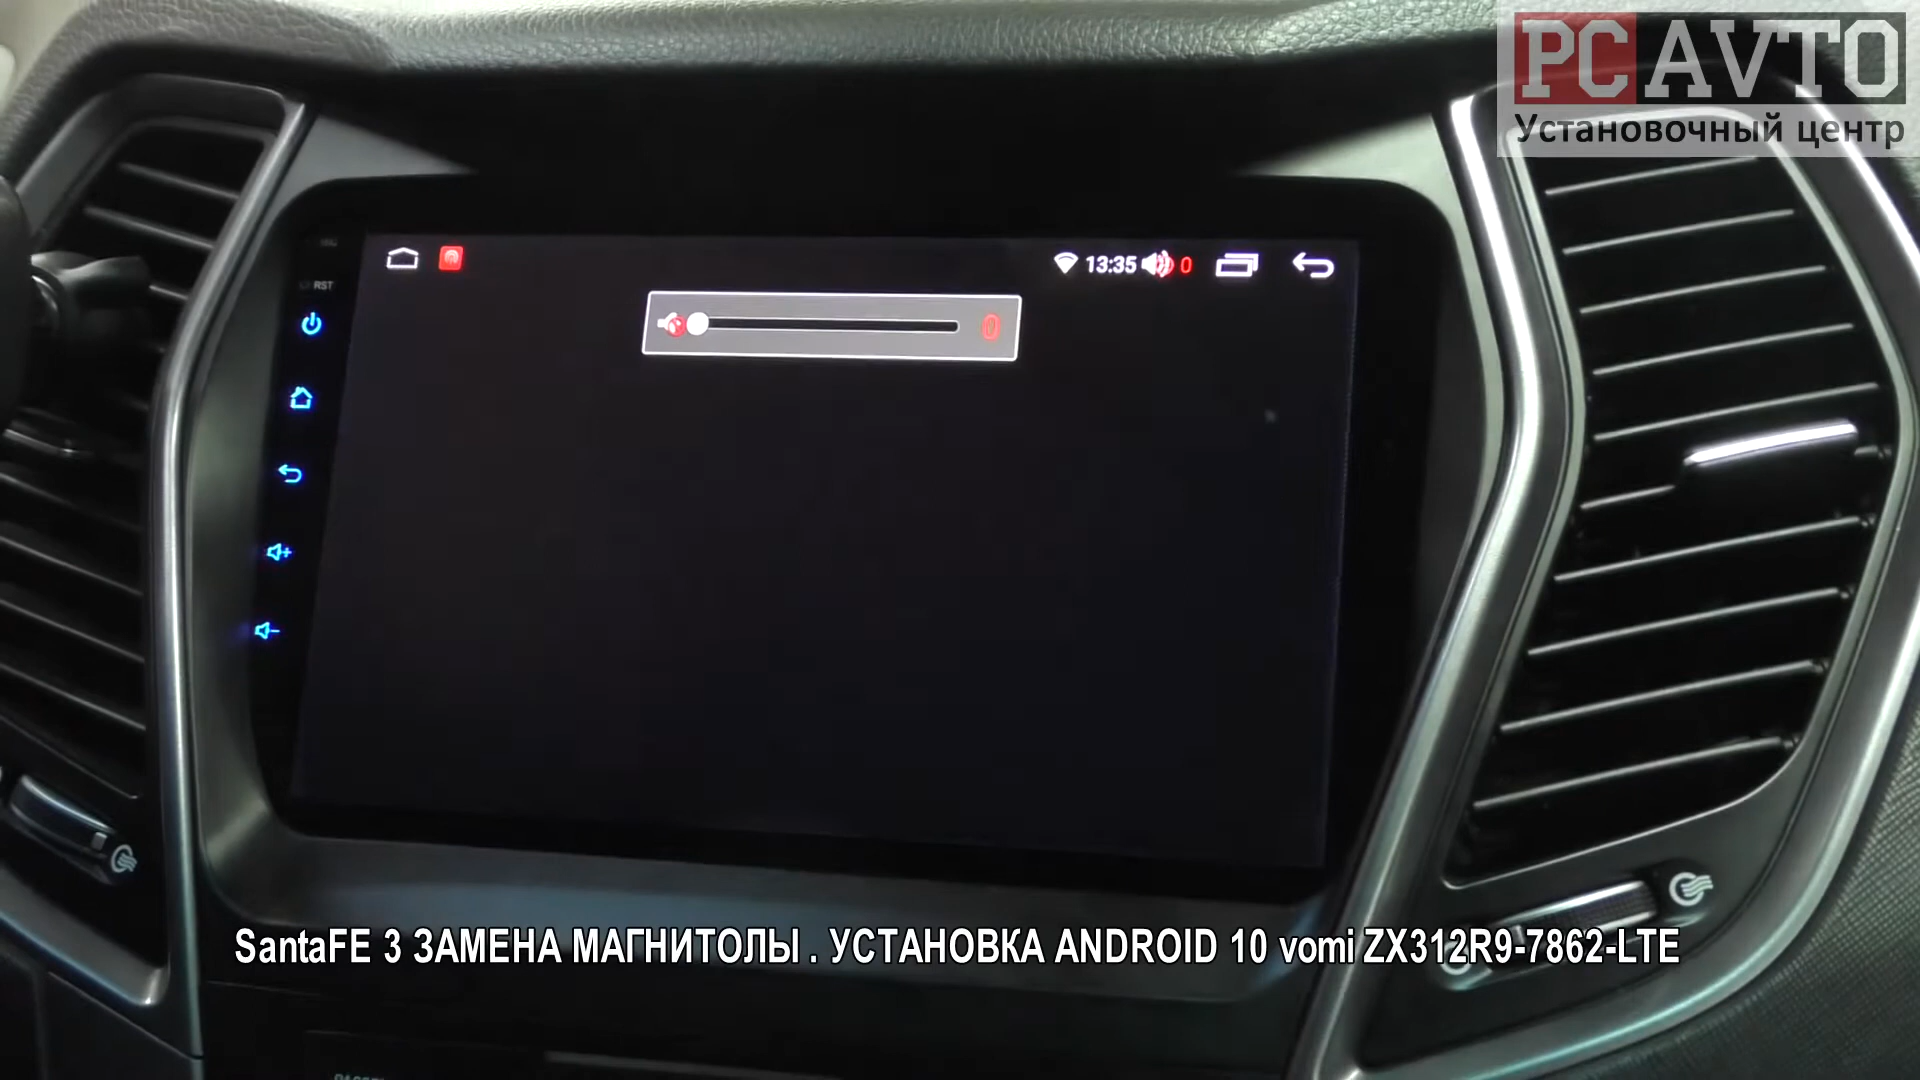 PC AVTO
Установочный центр
RST
13:35 0
0
SantaFE 3 ЗАМЕНА МАГНИТОЛЫ . УСТАНОВКА ANDROID 10 vomi ZX312R9-7862-LTE